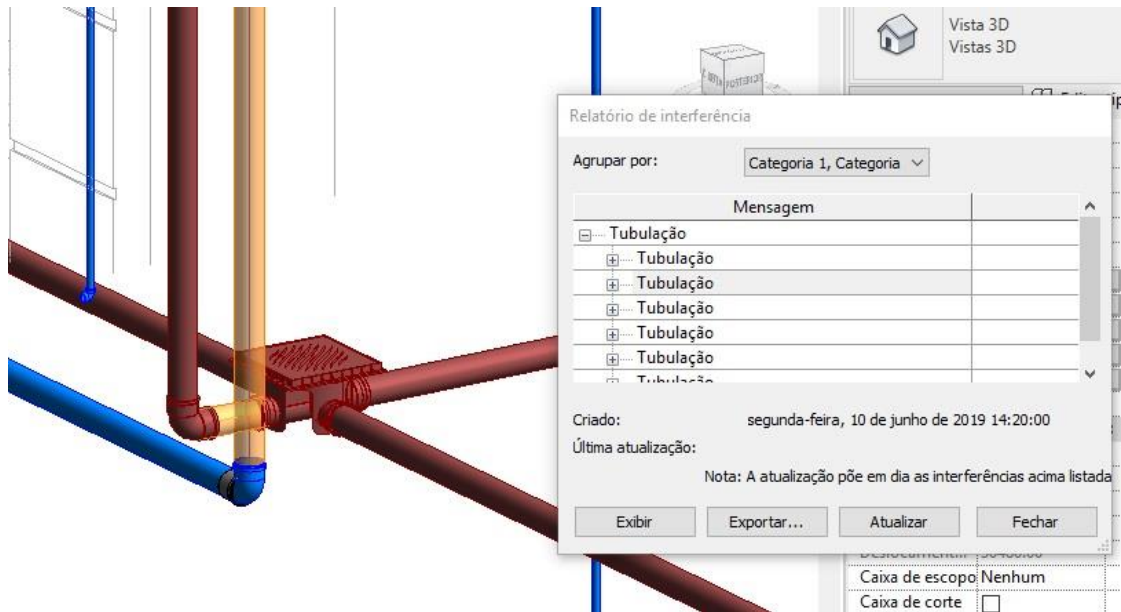 Vista 3D
Vistas 3D
Relatório de interferência
Agrupar por:
Categoria 1, Categoria
Mensagem
Tubulação
Tubulação
Tubulação
Tubulação
Tubulação
Tubulação
Tubulação
Criado:
segunda-feira, 10 de junho de 2019 14:20:00
Última atualização:
Nota: A atualização põe em dia as interferências acima listada
Exibir
Exportar...
Atualizar
Fechar
Caixa de escopo Nenhum
Caixa de corte